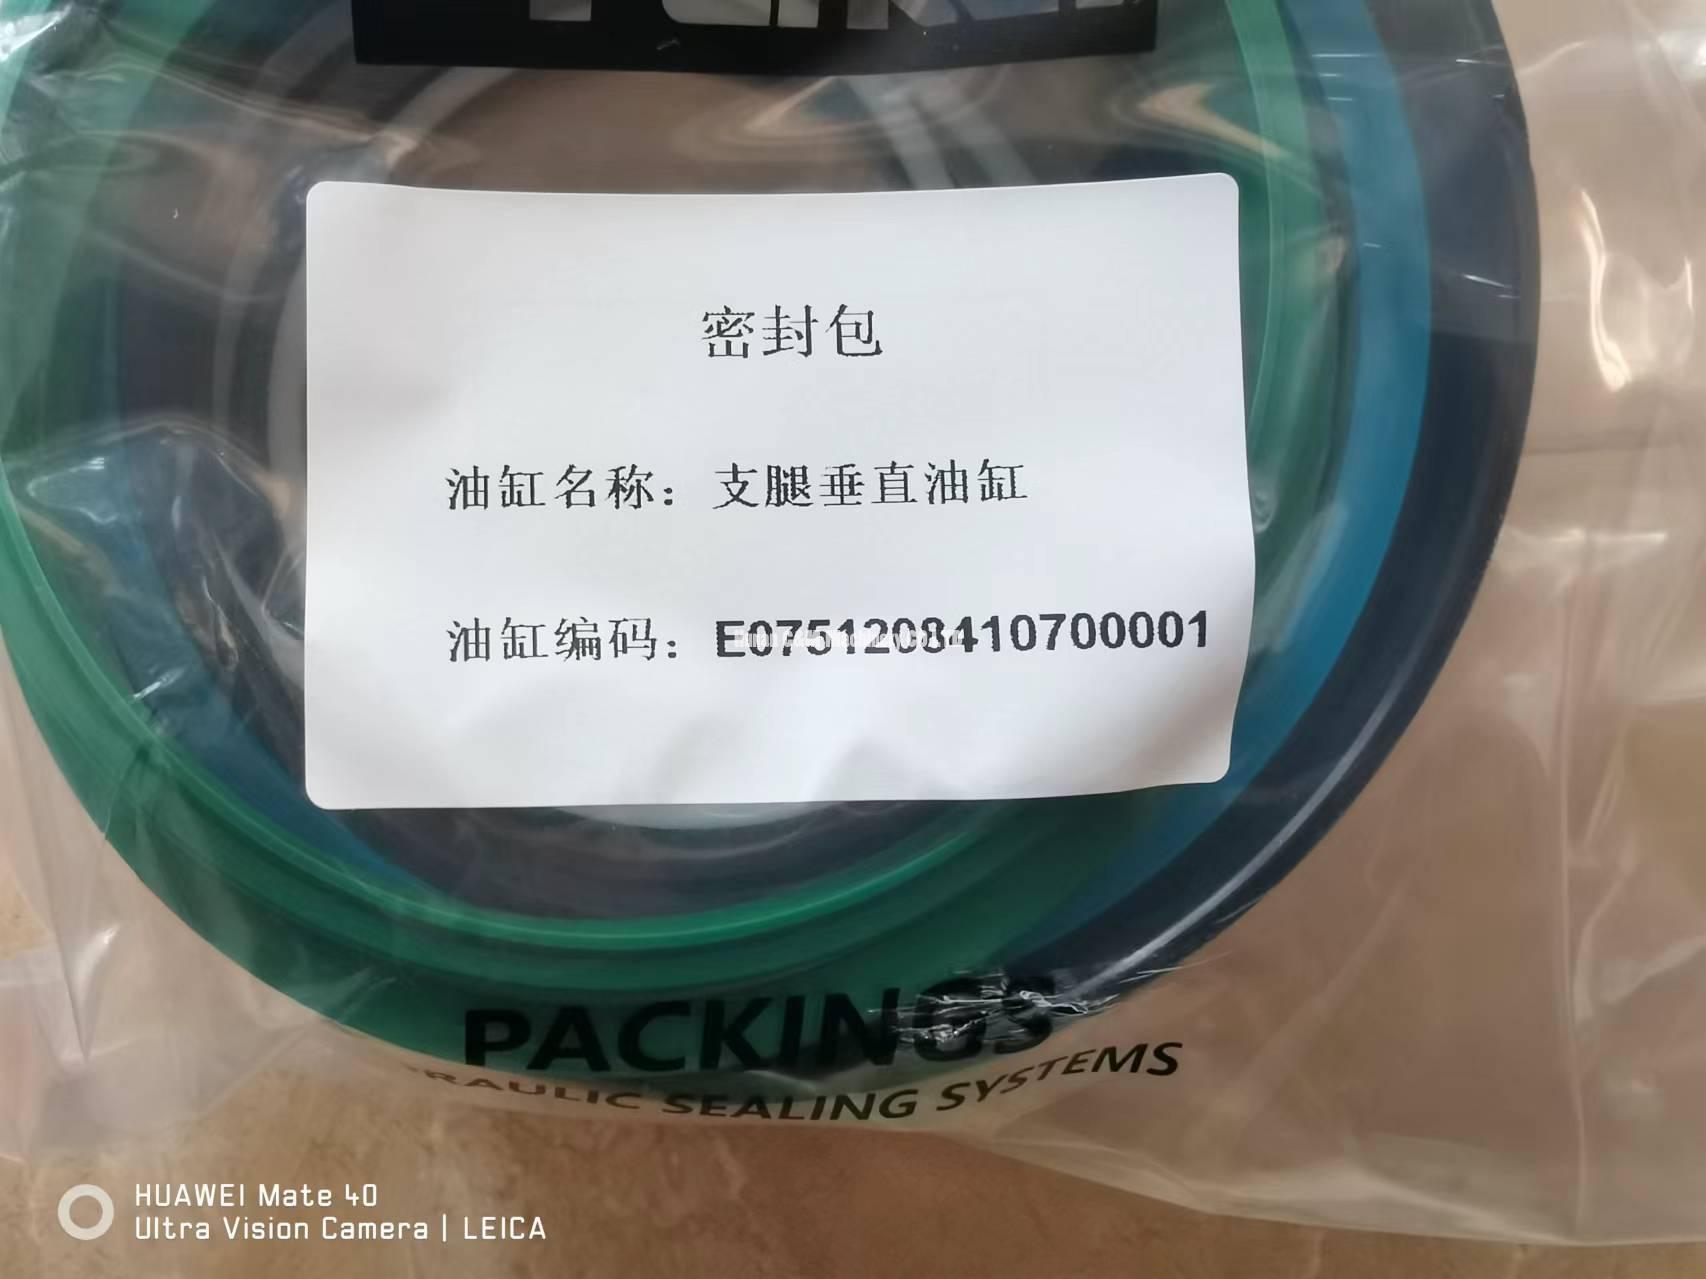 密封包
油缸名称：支腿垂直油缸
油缸编码：E0751208410700001
PACKINGS
RAULIC SEALING SYSTEMS
HUAWEI Mate 40
Ultra Vision Camera | LEICA